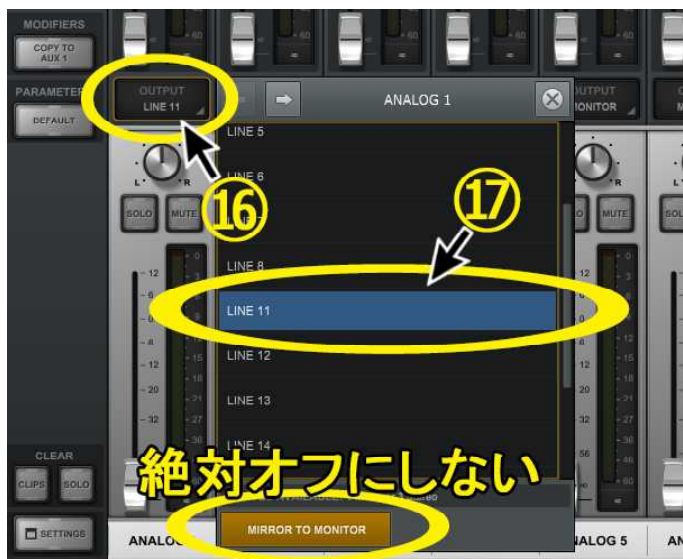 MODIFIERS
COPY TO
AUX 1
PARAMETE
DEFAULT
OUTPUT
LINE 11
ANALOG 1
OUTPUT
MONITOR
⑯
⑰
LINE 5
LINE 6
LINE 8
LINE 11
LINE 12
LINE 13
LINE 14
L
R
SOLO
MUTE
MUTE
絶対オフにしない
MIRROR TO MONITOR
CLEAR
CLIPS
SOLO
SETTINGS
ANALOG 5